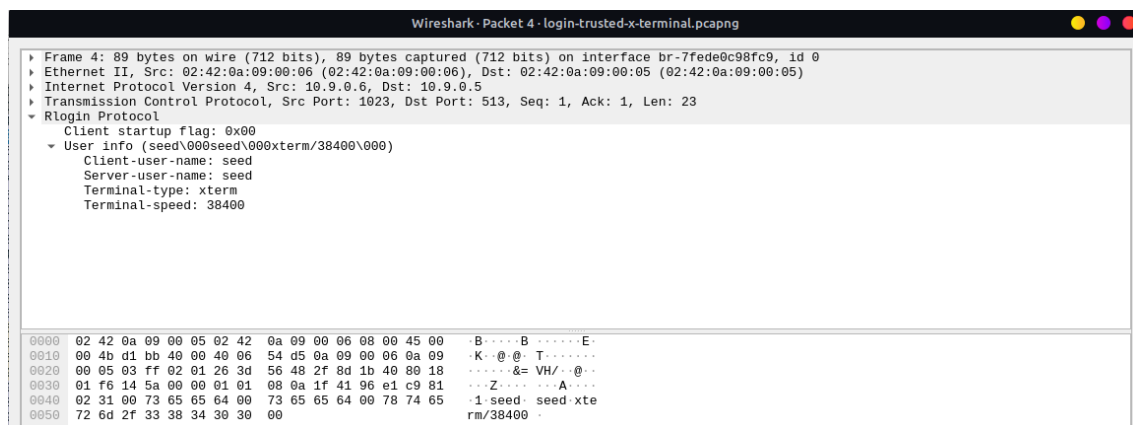 Wireshark · Packet 4 · login-trusted-x-terminal.pcapng
Frame 4: 89 bytes on wire (712 bits), 89 bytes captured (712 bits) on interface br-7fede0c98fc9, id 0
Ethernet II, Src: 02:42:0a:09:00:06 (02:42:0a:09:00:06), Dst: 02:42:0a:09:00:05 (02:42:0a:09:00:05)
Internet Protocol Version 4, Src: 10.9.0.6, Dst: 10.9.0.5
Transmission Control Protocol, Src Port: 1023, Dst Port: 513, Seq: 1, Ack: 1, Len: 23
Rlogin Protocol
Client startup flag: 0x00
User info (seed\000seed\000xterm/38400\000)
Client-user-name: seed
Server-user-name: seed
Terminal-type: xterm
Terminal-speed: 38400
0000 02 42 0a 09 00 05 02 42 0a 09 00 06 08 00 45 00 ·B·····B ······E·
0010 00 4b d1 bb 40 00 40 06 54 d5 0a 09 00 06 0a 09 ·K··@·@· T·······
0020 00 05 03 ff 02 01 26 3d 56 48 2f 8d 1b 40 80 18 ······&= VH/··@··
0030 01 f6 14 5a 00 00 01 01 08 0a 1f 41 96 e1 c9 81 ···Z···· ···A····
0040 02 31 00 73 65 65 64 00 73 65 65 64 00 78 74 65 ·1·seed· seed·xte
0050 72 6d 2f 33 38 34 30 30 00 rm/38400 ·